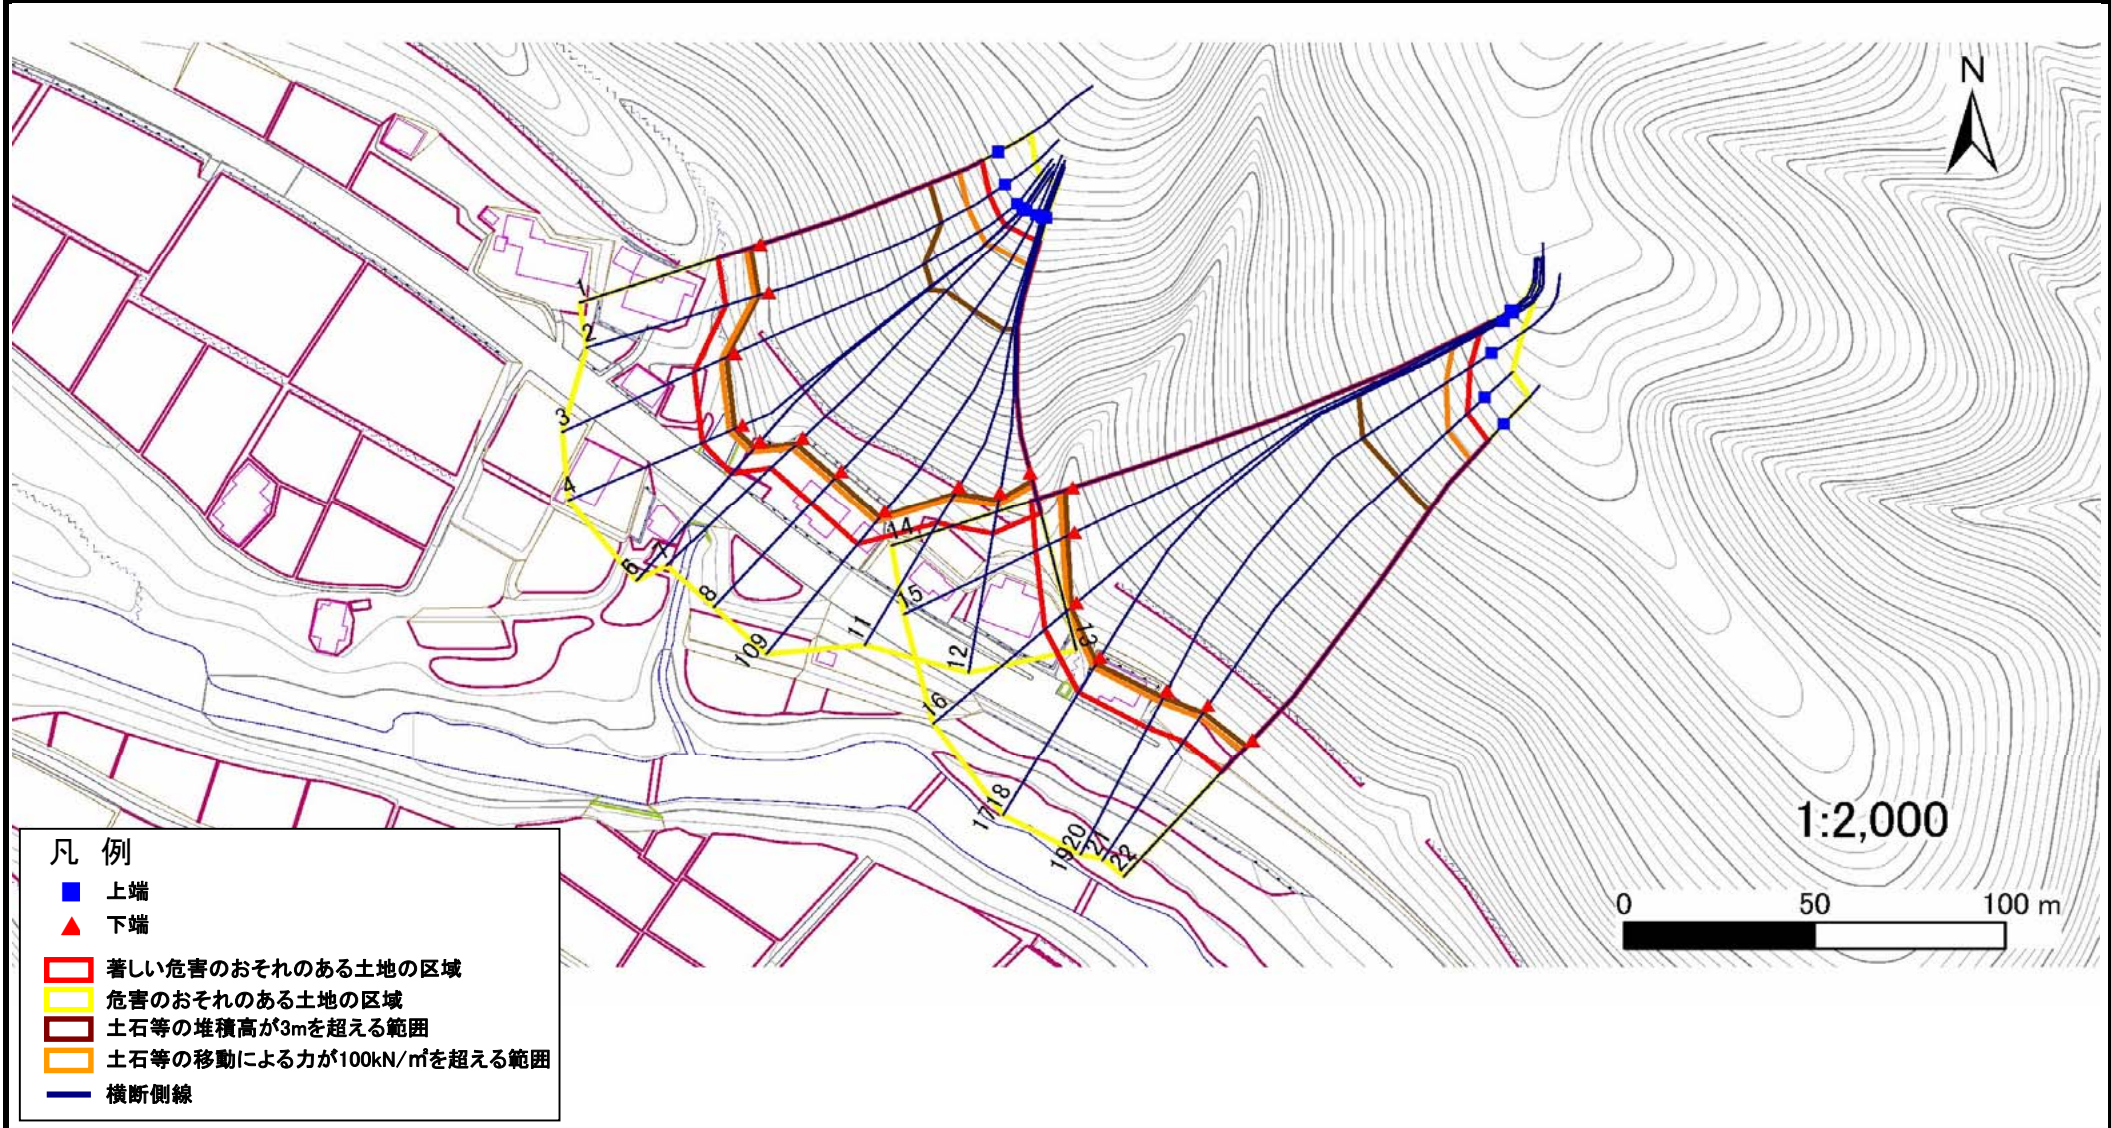 N
1
2
3
4
6
7
8
109
11
12
13
14
15
16
1718
1920
21
22
1:2,000
0 50 100 m
凡 例
上端
下端
著しい危害のおそれのある土地の区域
危害のおそれのある土地の区域
土石等の堆積高が3mを超える範囲
土石等の移動による力が100kN/㎡を超える範囲
横断側線